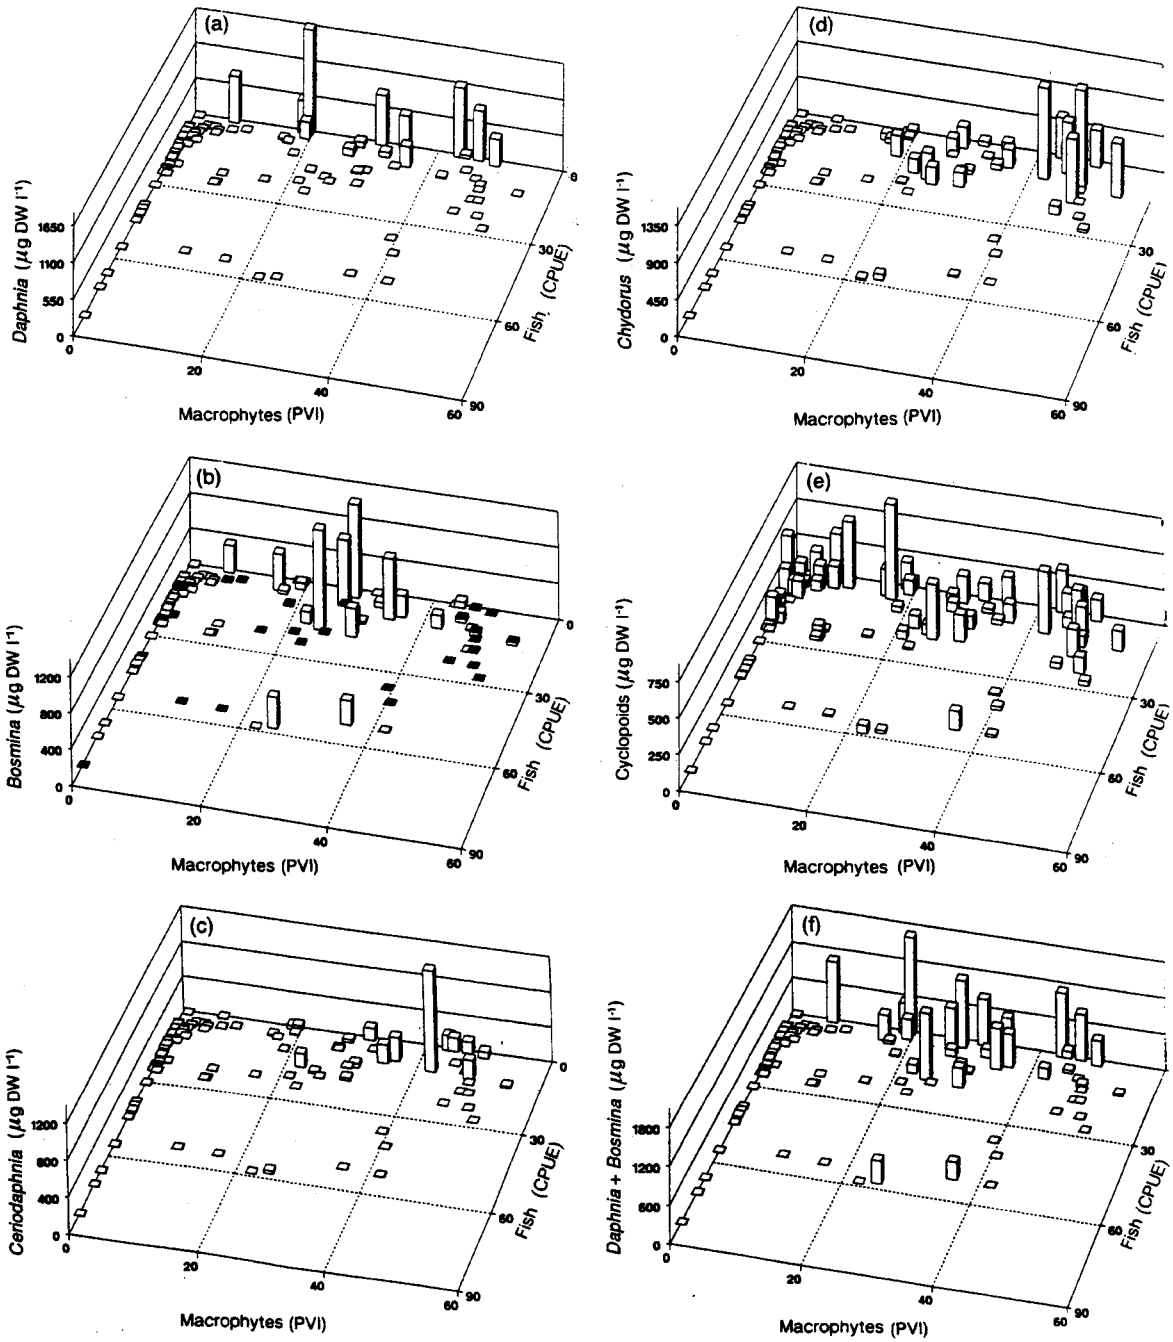 (a)
Daphnia (μg DW l⁻¹)
1650
1100
550
0
0
20
40
60
Macrophytes (PVI)
0
30
60
90
Fish (CPUE)
(d)
Chydorus (μg DW l⁻¹)
1350
900
450
0
0
20
40
60
Macrophytes (PVI)
30
60
90
Fish (CPUE)
(b)
Bosmina (μg DW l⁻¹)
1200
800
400
0
0
20
40
60
Macrophytes (PVI)
0
30
60
90
Fish (CPUE)
(e)
Cyclopoids (μg DW l⁻¹)
750
500
250
0
0
20
40
60
Macrophytes (PVI)
30
60
90
Fish (CPUE)
(c)
Ceriodaphnia (μg DW l⁻¹)
1200
800
400
0
0
20
40
60
Macrophytes (PVI)
0
30
60
90
Fish (CPUE)
(f)
Daphnia + Bosmina (μg DW l⁻¹)
1800
1200
600
0
0
20
40
60
Macrophytes (PVI)
30
60
90
Fish (CPUE)